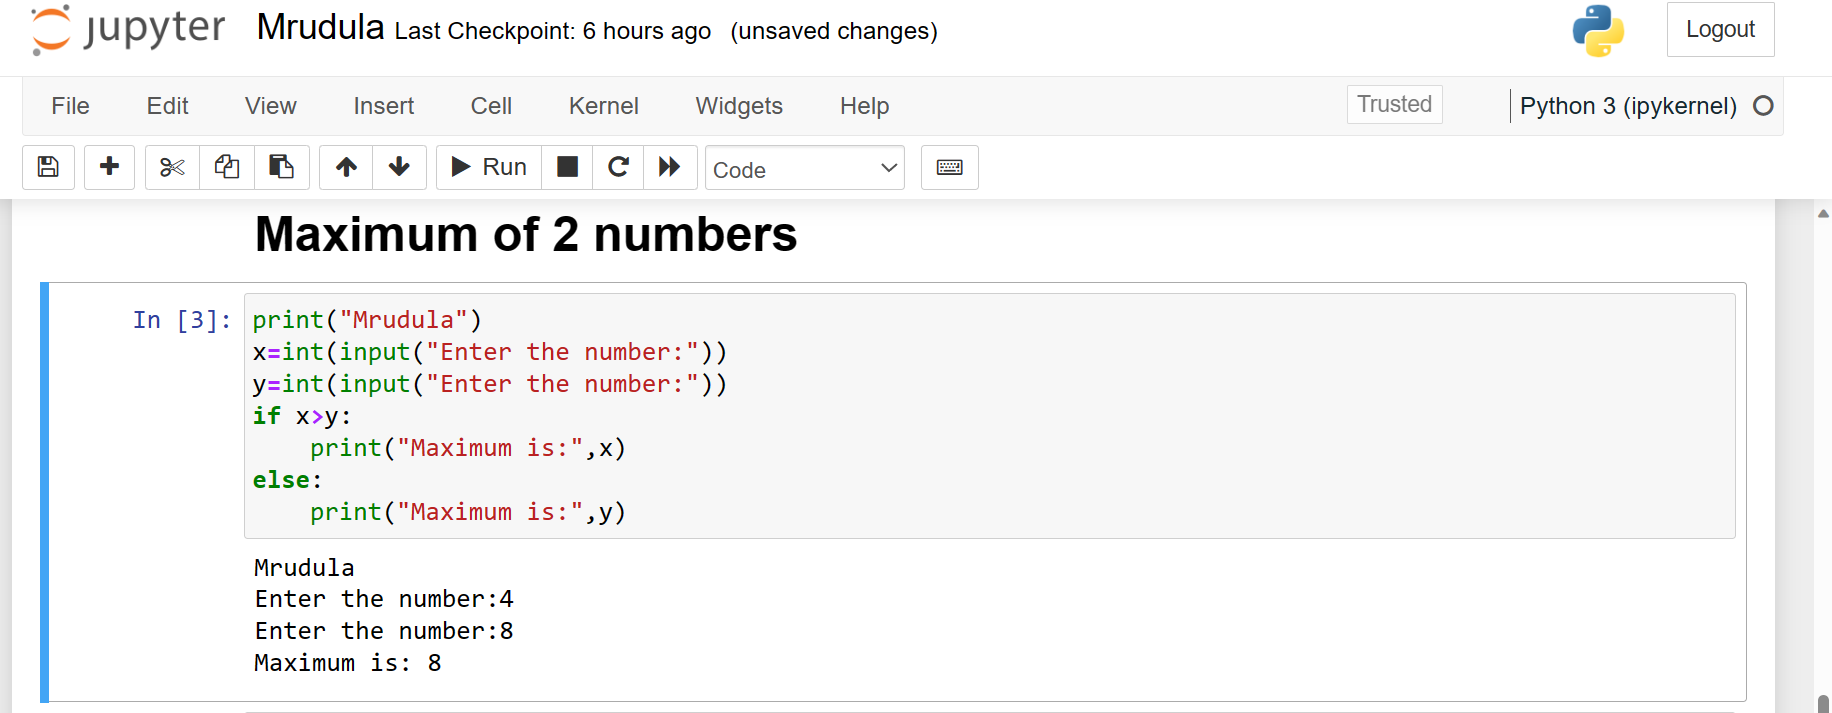 jupyter Mrudula Last Checkpoint: 6 hours ago (unsaved changes)
Logout
File Edit View Insert Cell Kernel Widgets Help
Trusted Python 3 (ipykernel)
Run Code
Maximum of 2 numbers
In [3]: print("Mrudula")
x=int(input("Enter the number:"))
y=int(input("Enter the number:"))
if x>y:
    print("Maximum is:",x)
else:
    print("Maximum is:",y)
Mrudula
Enter the number:4
Enter the number:8
Maximum is: 8